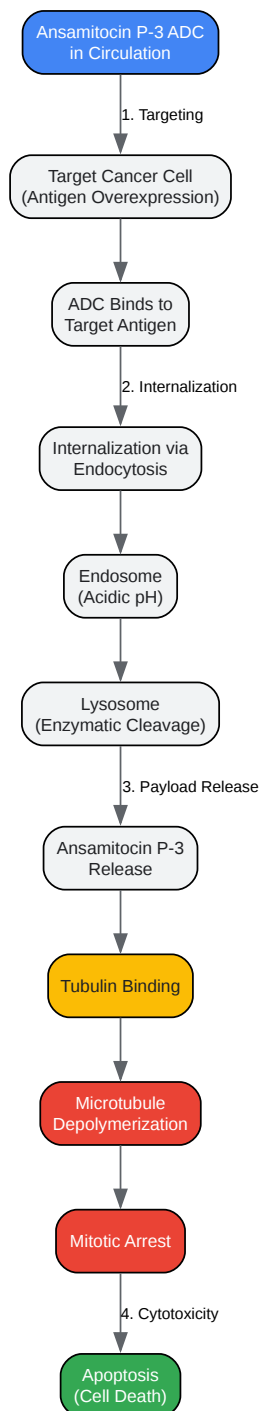 Ansamitocin P-3 ADC
in Circulation
1. Targeting
Target Cancer Cell
(Antigen Overexpression)
ADC Binds to
Target Antigen
2. Internalization
Internalization via
Endocytosis
Endosome
(Acidic pH)
Lysosome
(Enzymatic Cleavage)
3. Payload Release
Ansamitocin P-3
Release
Tubulin Binding
Microtubule
Depolymerization
Mitotic Arrest
4. Cytotoxicity
Apoptosis
(Cell Death)